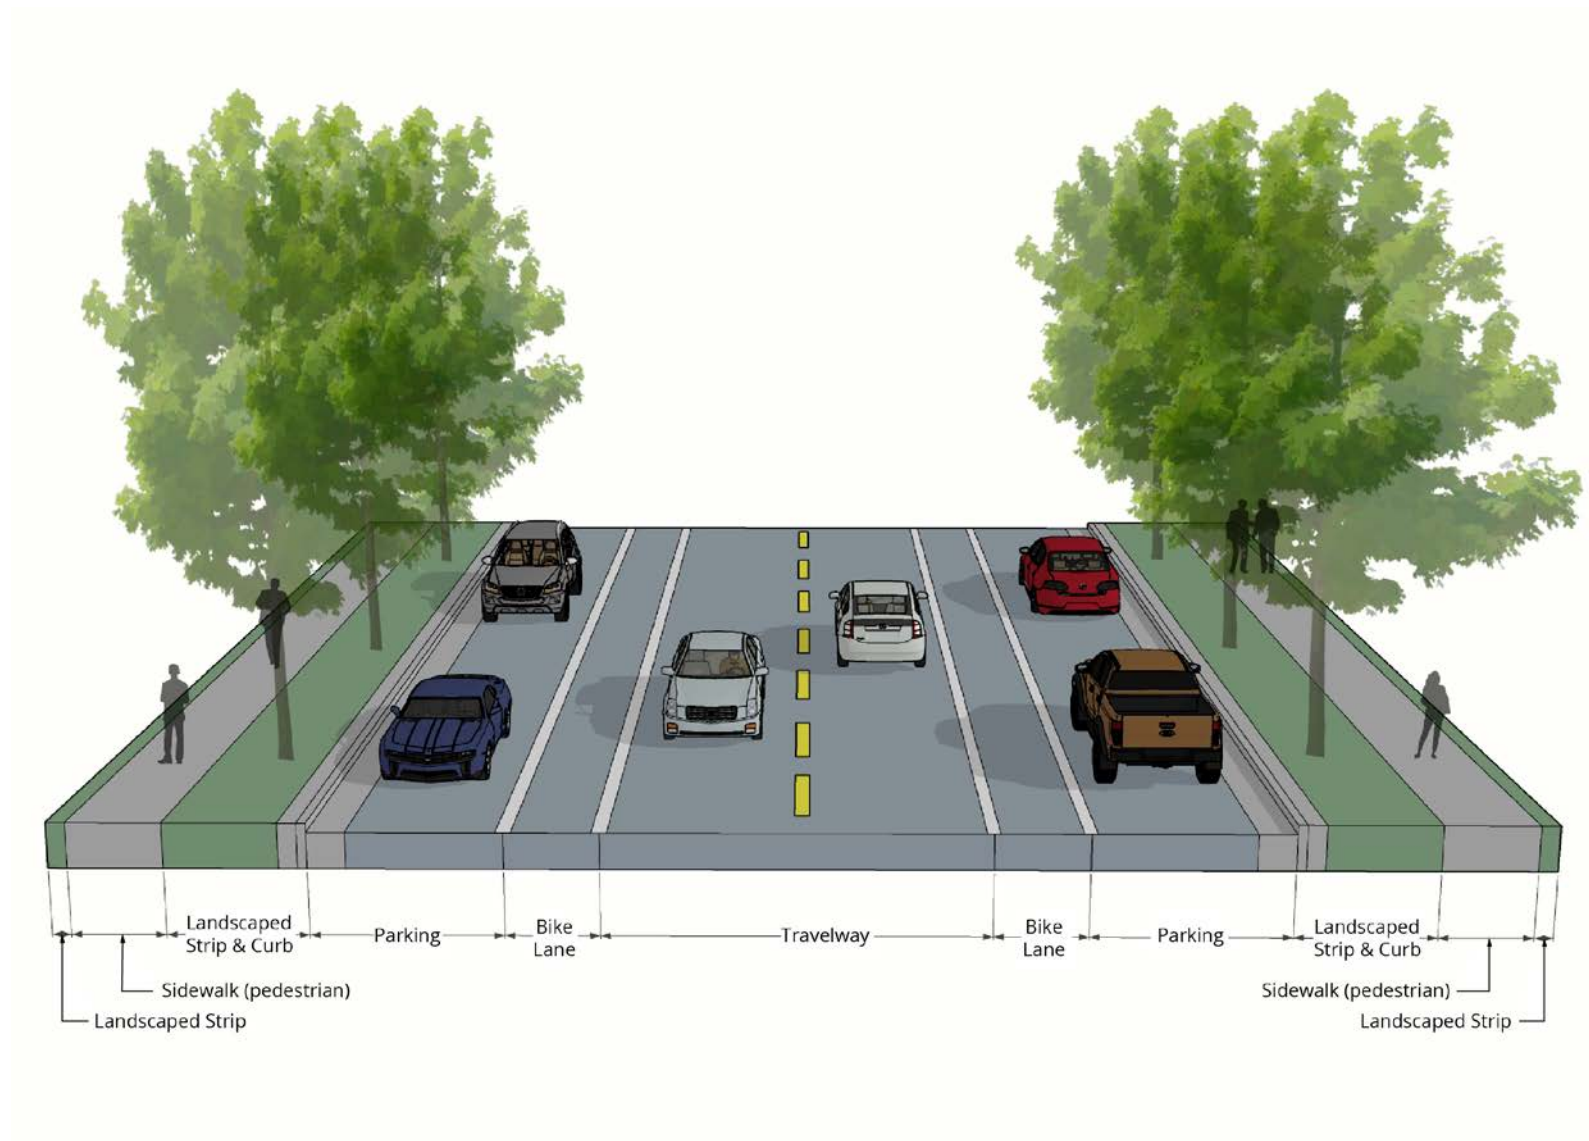 Landscaped
Strip & Curb
Parking
Bike
Lane
Travelway
Bike
Lane
Parking
Landscaped
Strip & Curb
Sidewalk (pedestrian)
Sidewalk (pedestrian)
Landscaped Strip
Landscaped Strip